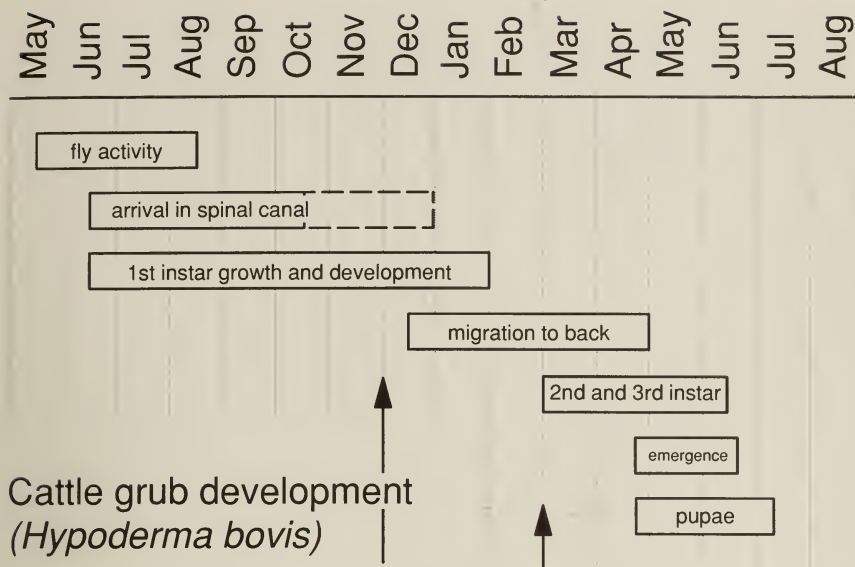 May Jun Jul Aug Sep Oct Nov Dec Jan Feb Mar Apr May Jun Jul Aug
fly activity
arrival in spinal canal
1st instar growth and development
migration to back
2nd and 3rd instar
emergence
Cattle grub development
pupae
(Hypoderma bovis)